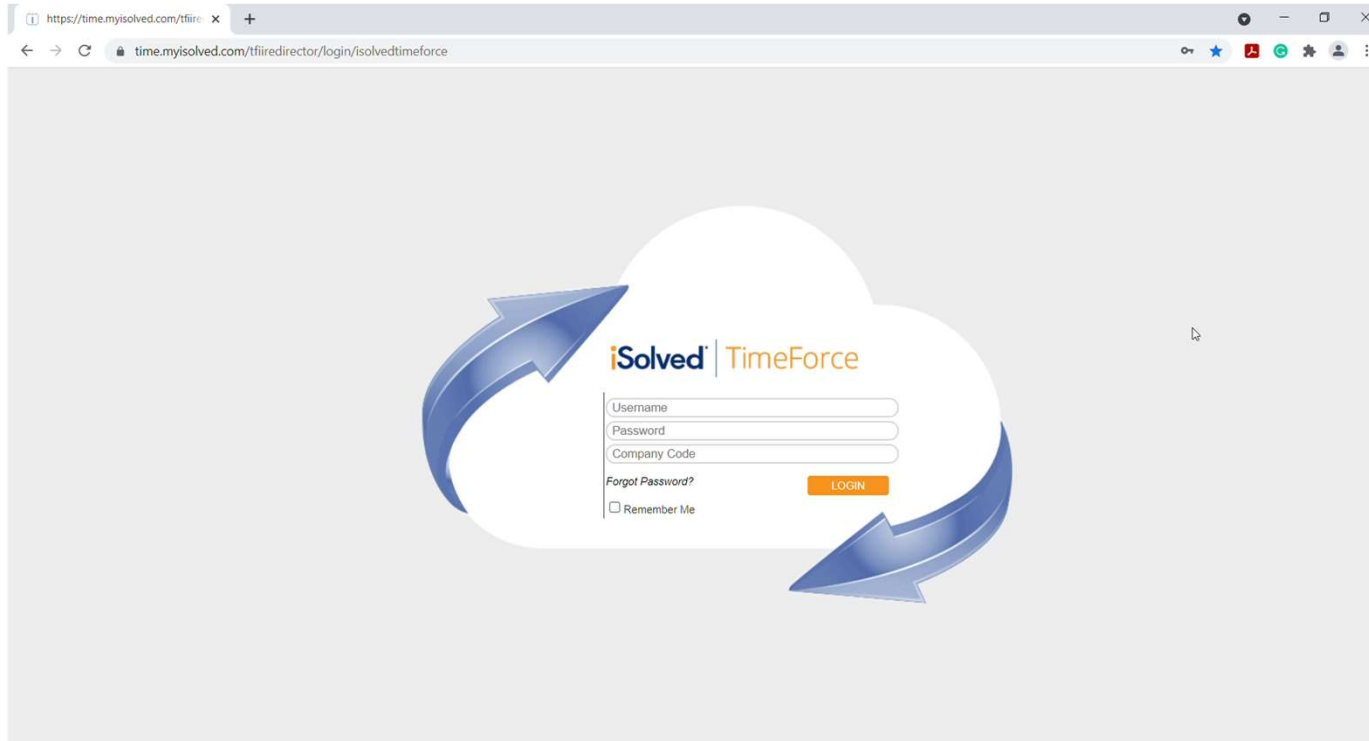 https://time.myisolved.com/tfiire
time.myisolved.com/tfiiredirector/login/isolvedtimeforce
iSolved | TimeForce
Username
Password
Company Code
Forgot Password?
LOGIN
Remember Me